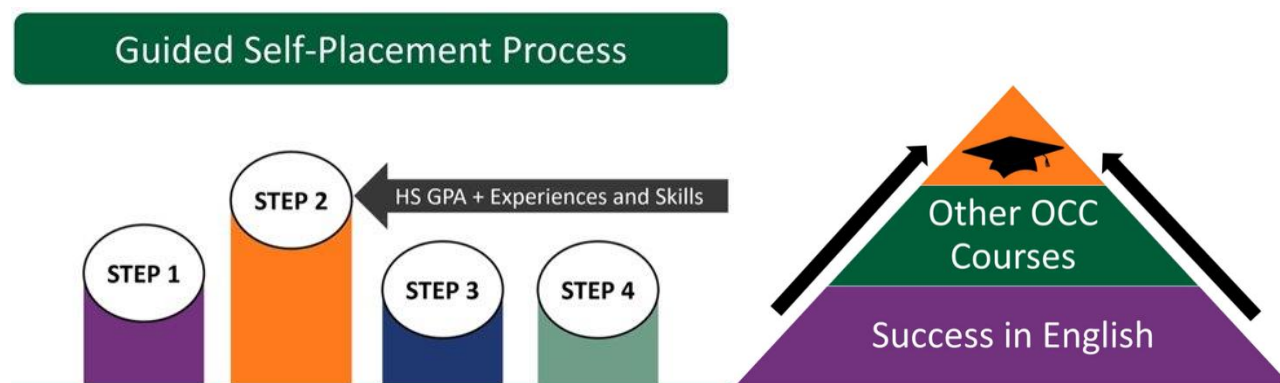 Guided Self-Placement Process
STEP 1
STEP 2
HS GPA + Experiences and Skills
STEP 3
STEP 4
Other OCC
Courses
Success in English